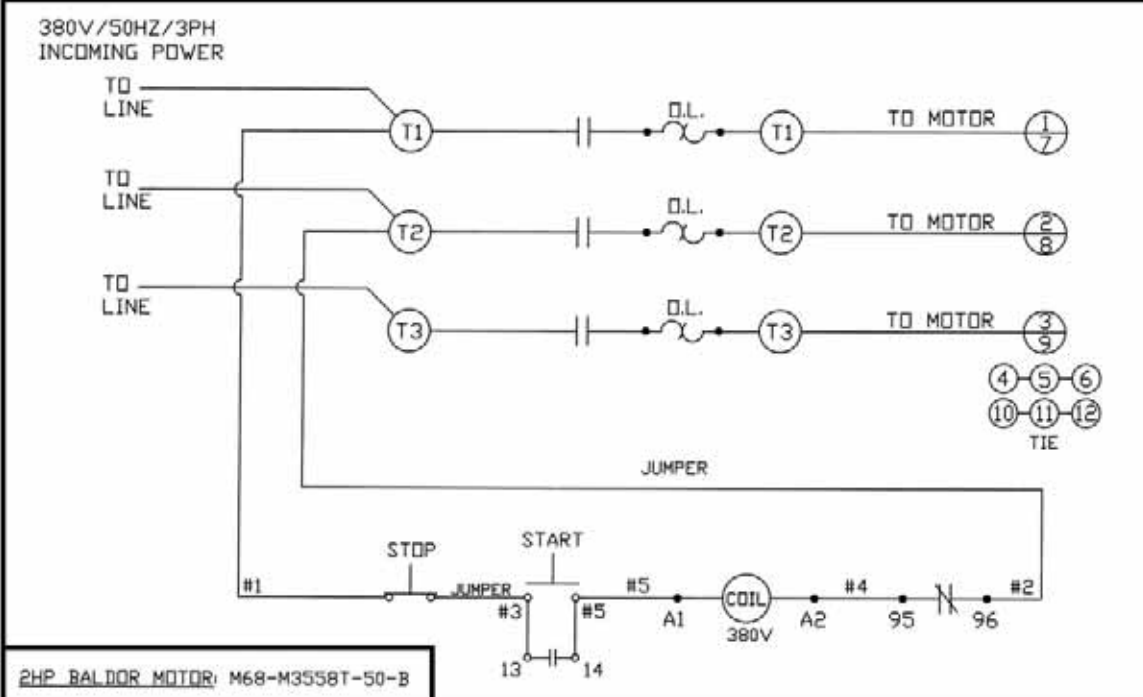 380V/50HZ/3PH
INCOMING POWER
TO
LINE
T1
O.L.
T1
TO MOTOR
1
7
TO
LINE
T2
O.L.
T2
TO MOTOR
2
8
TO
LINE
T3
O.L.
T3
TO MOTOR
3
9
4 5 6
10 11 12
TIE
JUMPER
STOP
START
#1
JUMPER
#3
#5
#5
A1
COIL
380V
A2
#4
95
96
#2
13
14
2HP BALDOR MOTOR: M68-M3558T-50-B